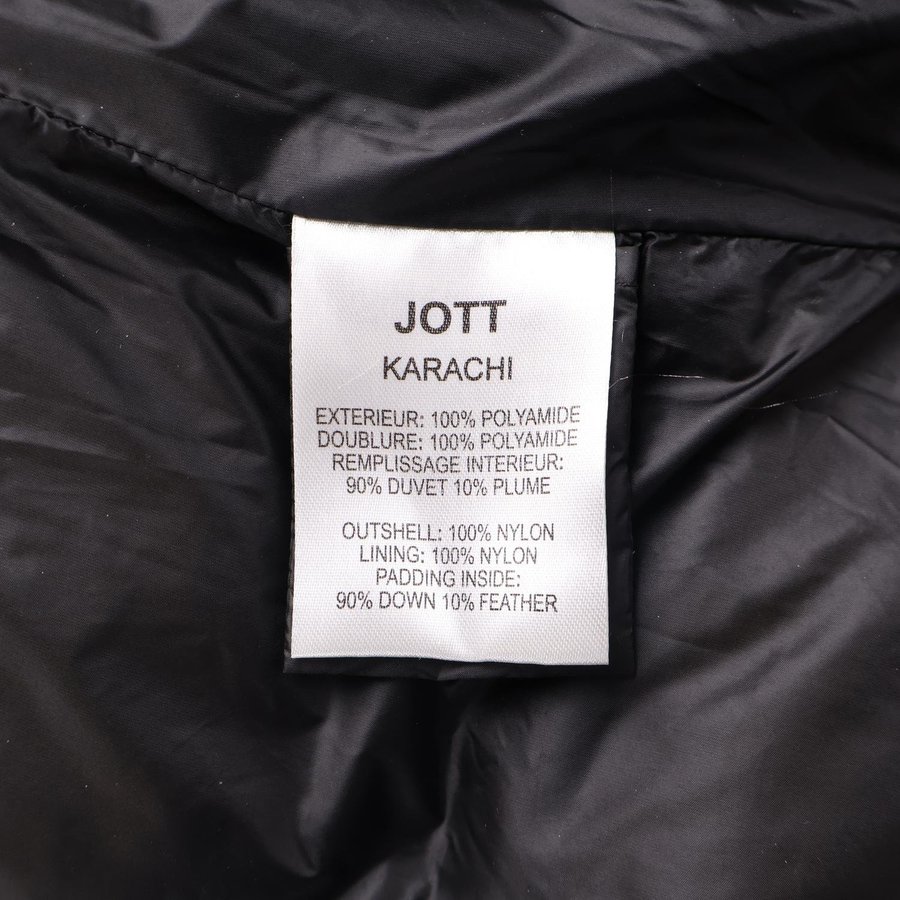 JOTT
KARACHI
EXTERIEUR: 100% POLYAMIDE
DOUBLURE: 100% POLYAMIDE
REMPLISSAGE INTERIEUR:
90% DUVET 10% PLUME
OUTSHELL: 100% NYLON
LINING: 100% NYLON
PADDING INSIDE:
90% DOWN 10% FEATHER